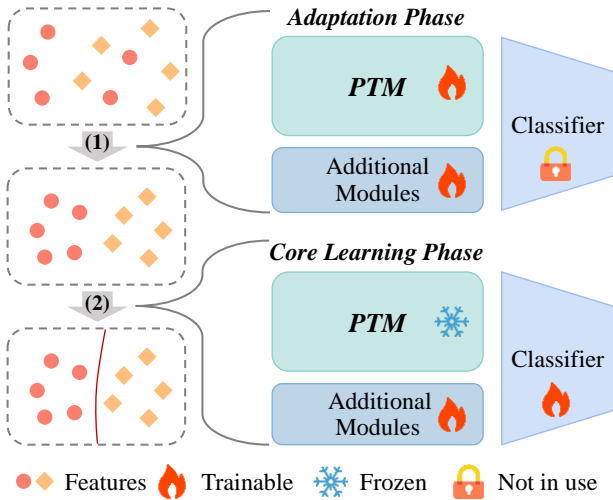 Adaptation Phase
PTM
Classifier
(1)
Additional
Modules
Core Learning Phase
(2)
PTM
Classifier
Additional
Modules
Features
Trainable
Frozen
Not in use